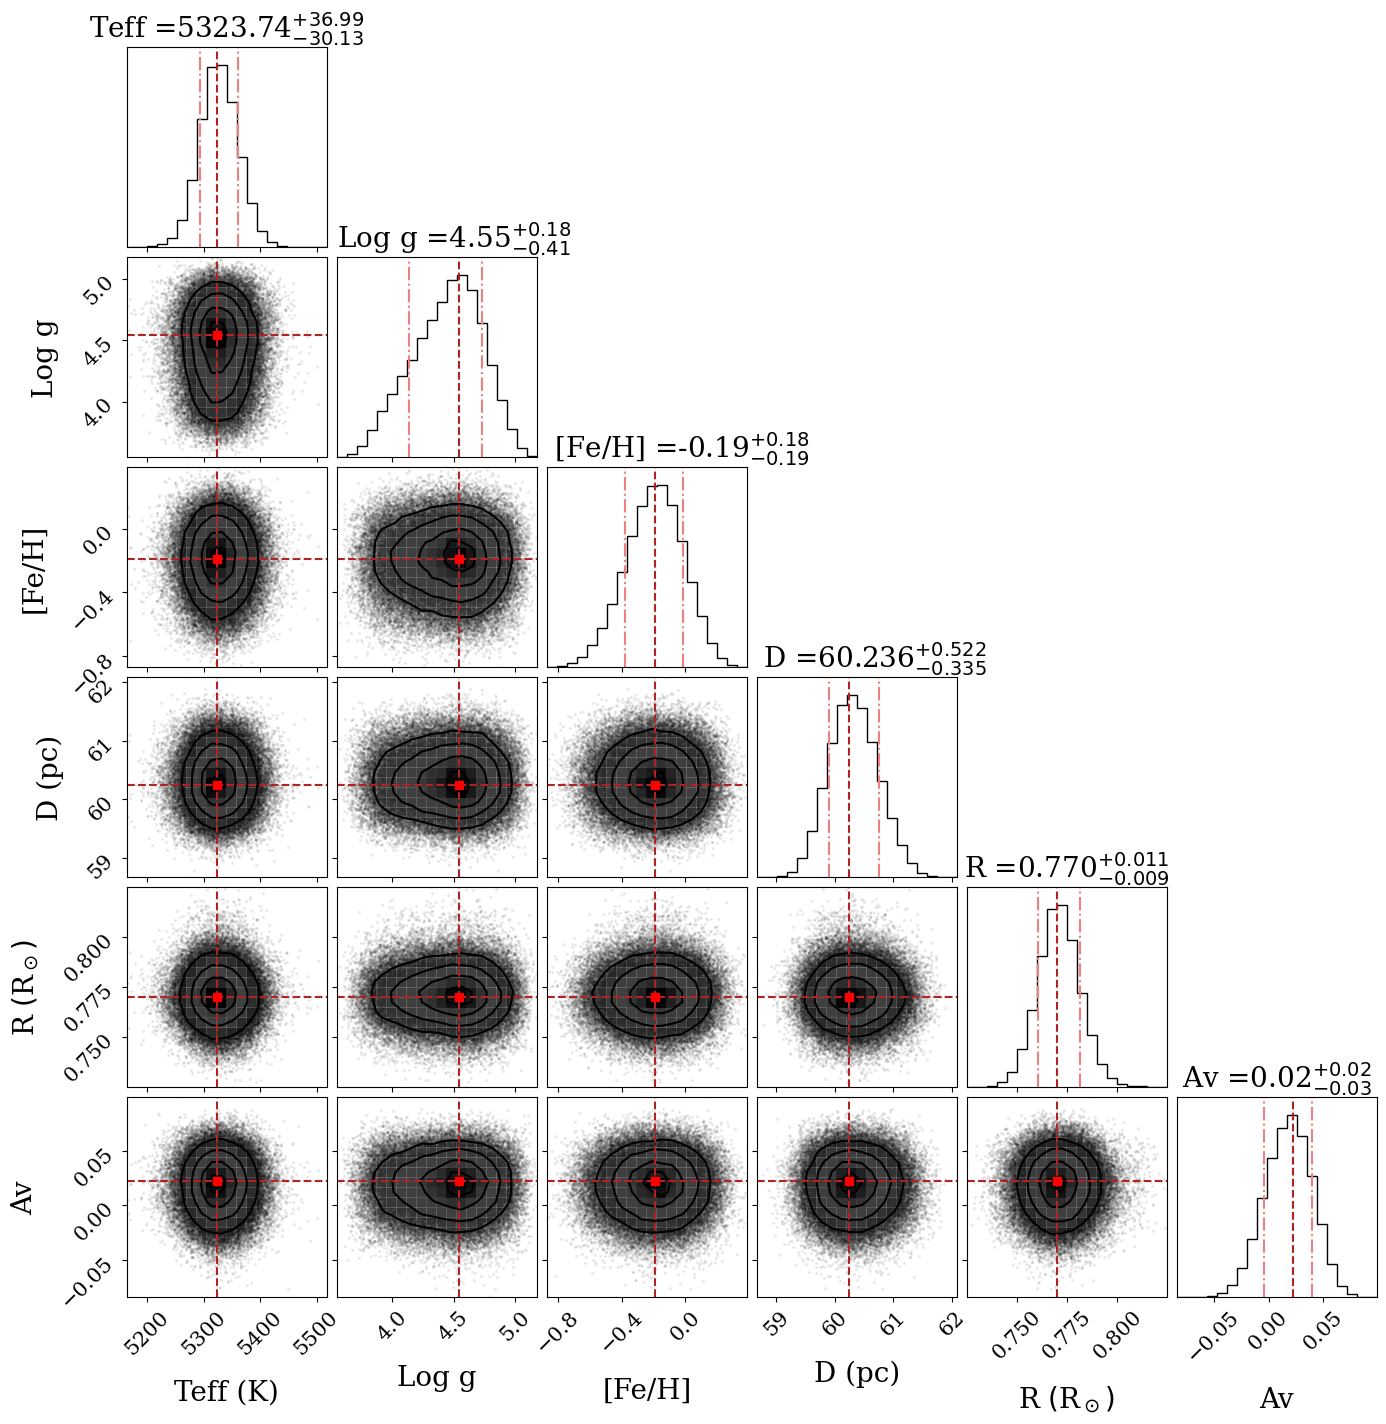 Teff =5323.74+36.99−30.13
Log g =4.55+0.18−0.41
5.0
4.5
4.0
Log g
[Fe/H] =-0.19+0.18−0.19
0.0
−0.4
−0.8
[Fe/H]
D =60.236+0.522−0.335
62
61
60
59
D (pc)
R =0.770+0.011−0.009
0.800
0.775
0.750
R (R⊙)
Av =0.02+0.02−0.03
0.05
0.00
−0.05
Av
5200 5300 5400 5500
4.0 4.5 5.0
−0.8 −0.4 0.0
59 60 61 62
0.750 0.775 0.800
−0.05 0.00 0.05
Teff (K)
Log g
[Fe/H]
D (pc)
R (R⊙)
Av